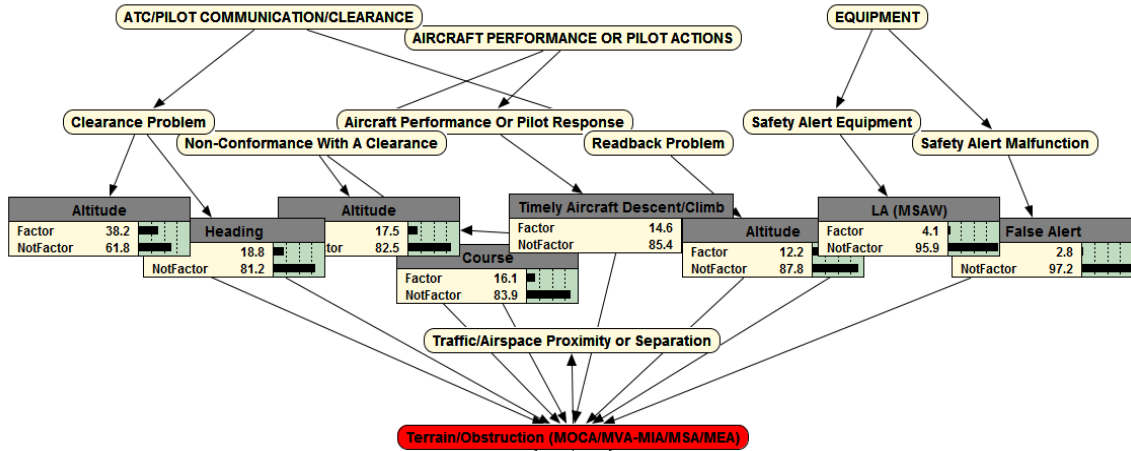 ATC/PILOT COMMUNICATION/CLEARANCE
EQUIPMENT
AIRCRAFT PERFORMANCE OR PILOT ACTIONS
Clearance Problem
Aircraft Performance Or Pilot Response
Safety Alert Equipment
Non-Conformance With A Clearance
Readback Problem
Safety Alert Malfunction
Altitude
Factor 38.2
NotFactor 61.8
Heading
18.8
NotFactor 81.2
Altitude
17.5
Factor 82.5
Course
Factor 16.1
NotFactor 83.9
Timely Aircraft Descent/Climb
Factor 14.6
NotFactor 85.4
Altitude
Factor 12.2
NotFactor 87.8
LA (MSAW)
Factor 4.1
NotFactor 95.9
False Alert
2.8
NotFactor 97.2
Traffic/Airspace Proximity or Separation
Terrain/Obstruction (MOCA/MVA-MIA/MSA/MEA)